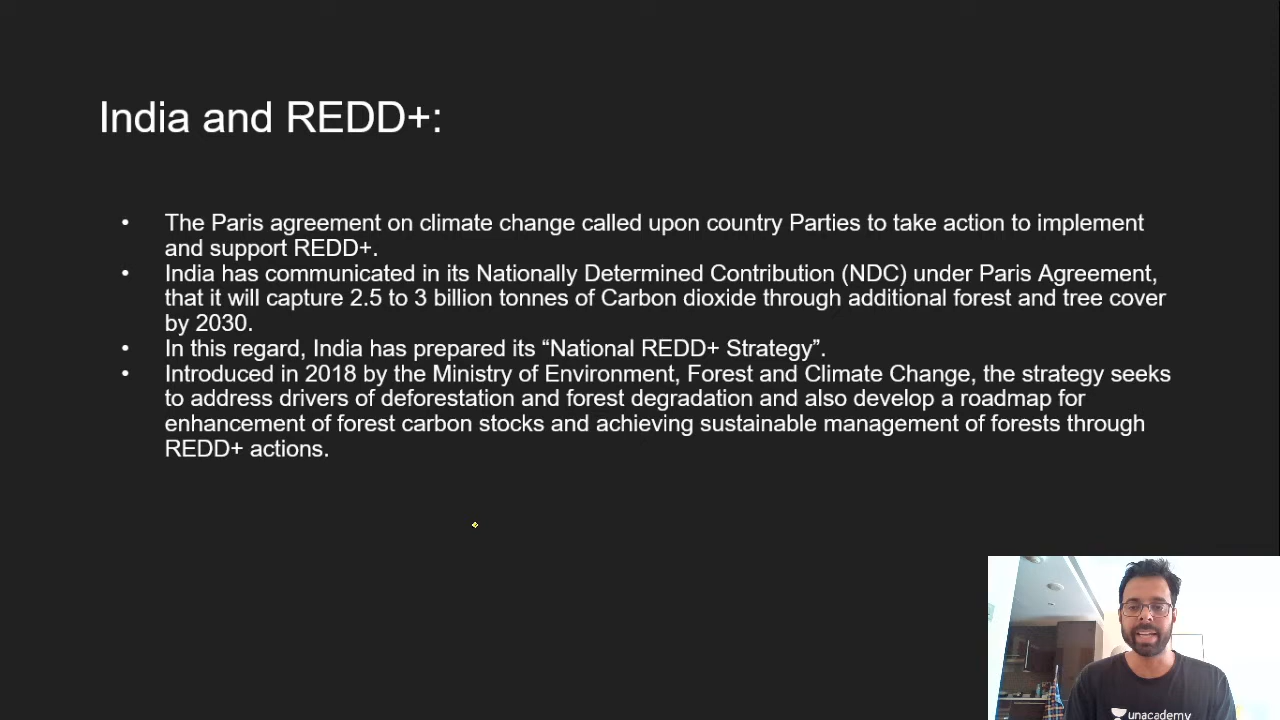 India and REDD+:
• The Paris agreement on climate change called upon country Parties to take action to implement
and support REDD+.
• India has communicated in its Nationally Determined Contribution (NDC) under Paris Agreement,
that it will capture 2.5 to 3 billion tonnes of Carbon dioxide through additional forest and tree cover
by 2030.
• In this regard, India has prepared its “National REDD+ Strategy”.
• Introduced in 2018 by the Ministry of Environment, Forest and Climate Change, the strategy seeks
to address drivers of deforestation and forest degradation and also develop a roadmap for
enhancement of forest carbon stocks and achieving sustainable management of forests through
REDD+ actions.
unacademy